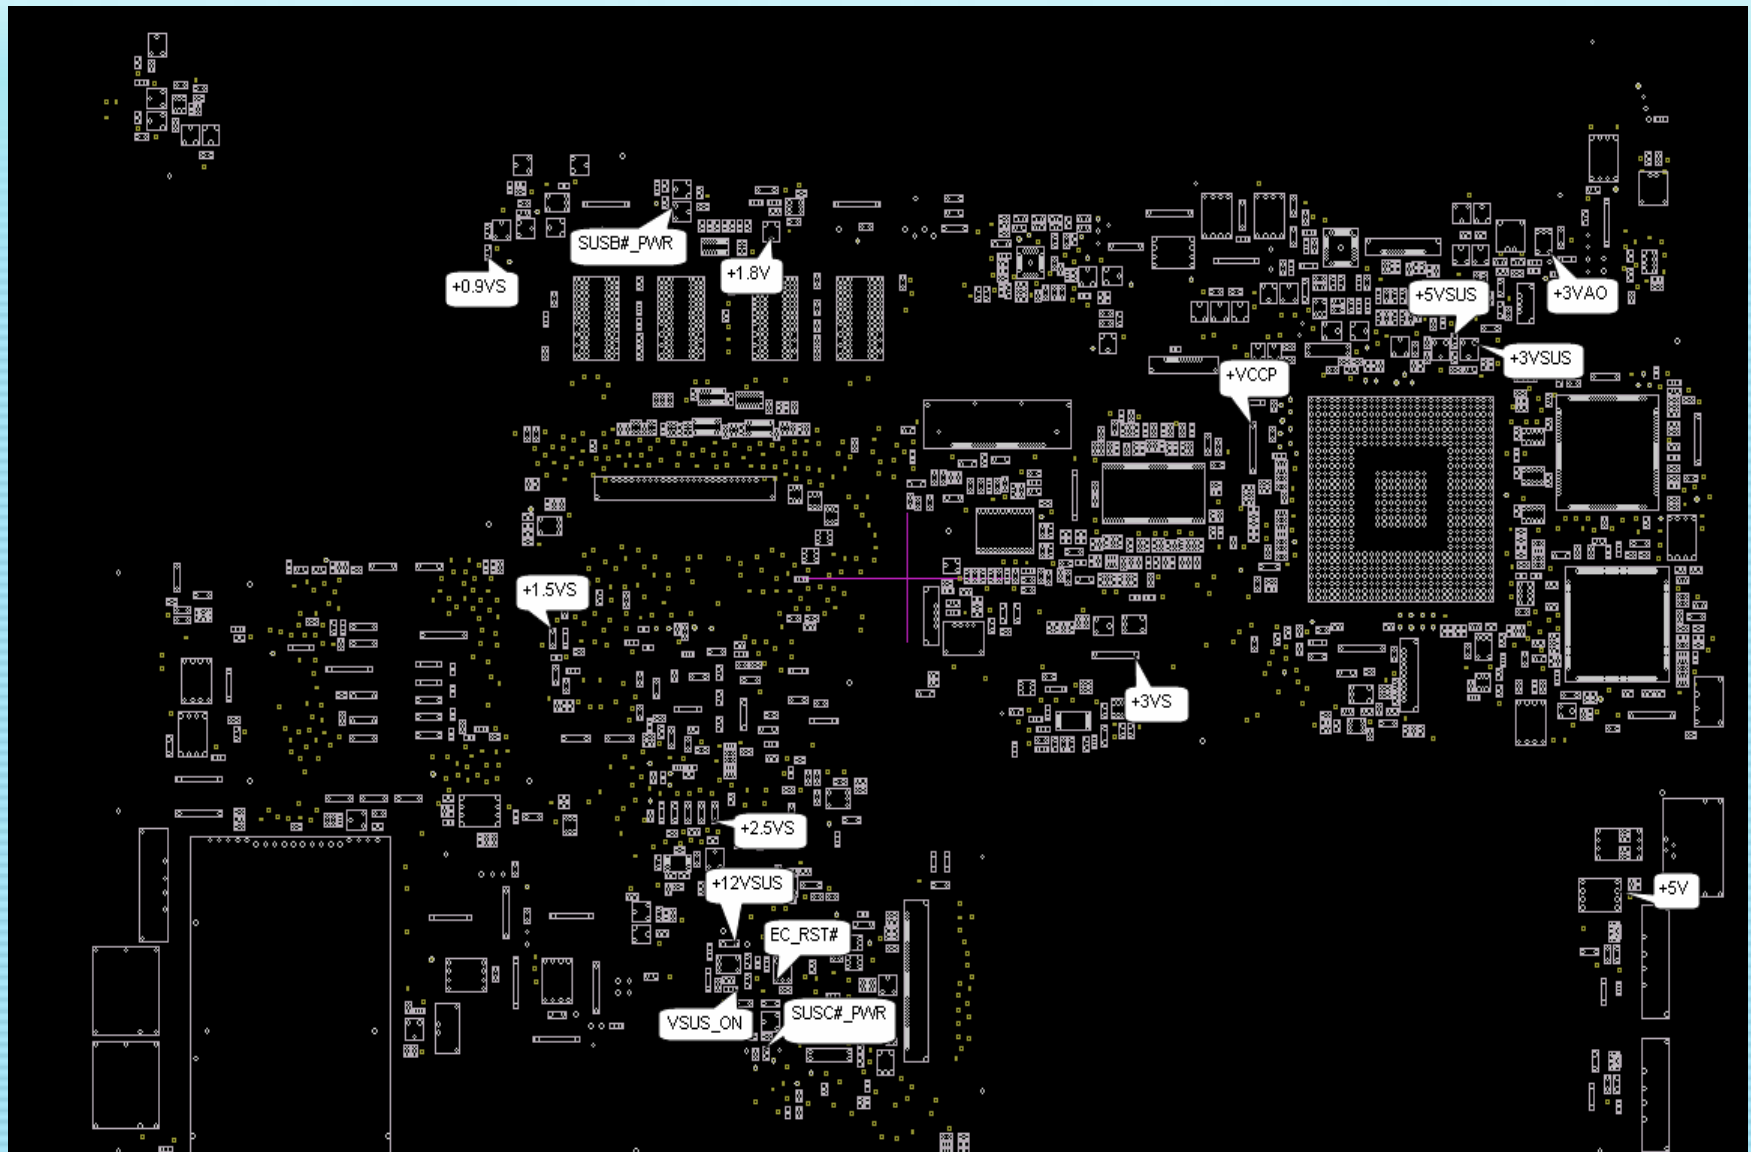 SUSB#_PWR
+1.8V
+0.9VS
+5VSUS
+3VAO
+3VSUS
+VCCP
+1.5VS
+3VS
+2.5VS
+12VSUS
+5V
EC_RST#
SUSC#_PWR
VSUS_ON